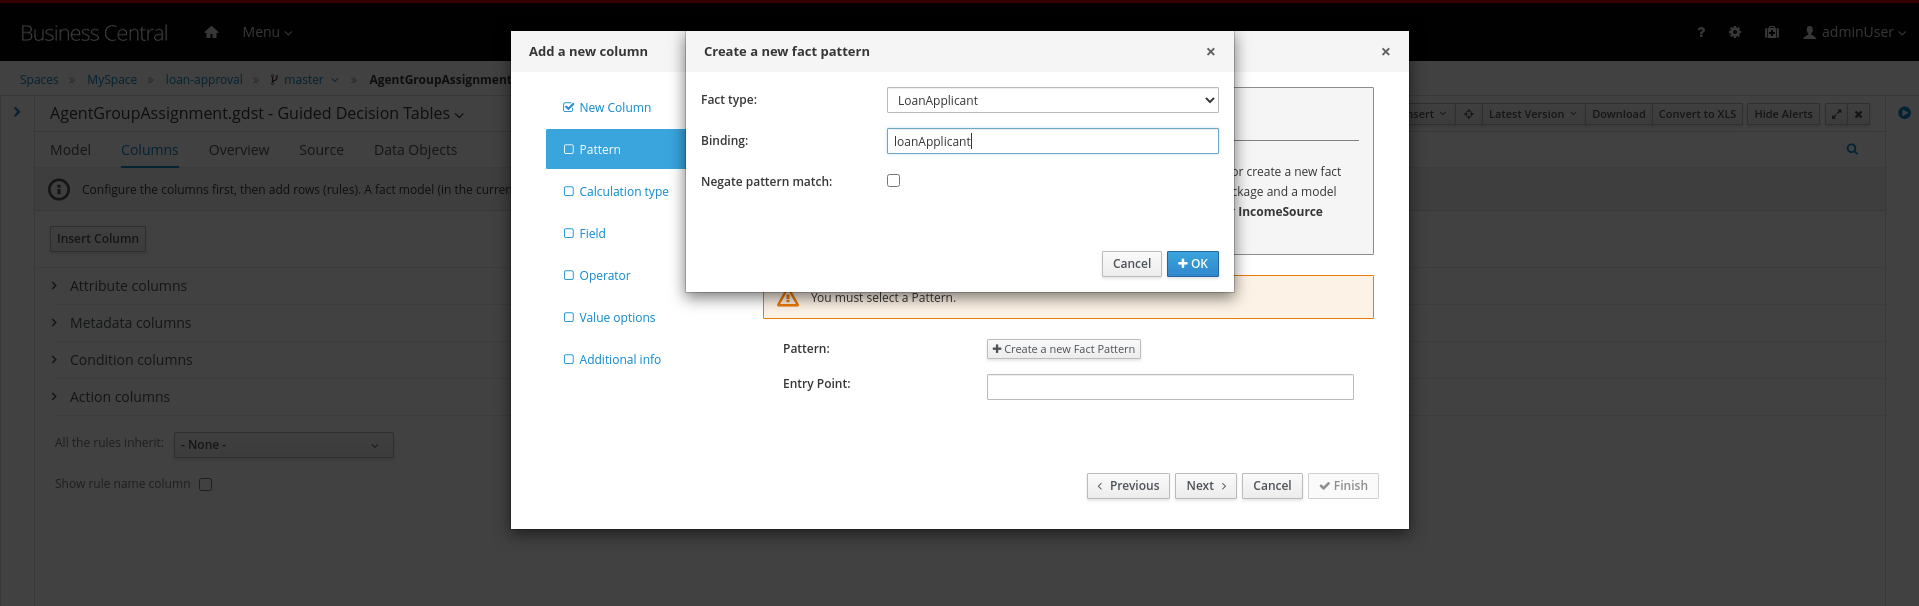 Business Central
Menu
? adminUser
Spaces » MySpace » loan-approval » master » AgentGroupAssignment
AgentGroupAssignment.gdst - Guided Decision Tables
Latest Version Download Convert to XLS Hide Alerts
Model Columns Overview Source Data Objects
Configure the columns first, then add rows (rules). A fact model (in the
Insert Column
Attribute columns
Metadata columns
Condition columns
Action columns
All the rules inherit: - None -
Show rule name column
Add a new column ×
New Column
Pattern
Calculation type
Field
Operator
Value options
Additional info
Create a new fact pattern ×
Fact type: LoanApplicant
Binding: loanApplicant
Negate pattern match:
Cancel OK
or create a new fact
and a model
IncomeSource
You must select a Pattern.
Pattern: Create a new Fact Pattern
Entry Point:
Previous Next Cancel Finish